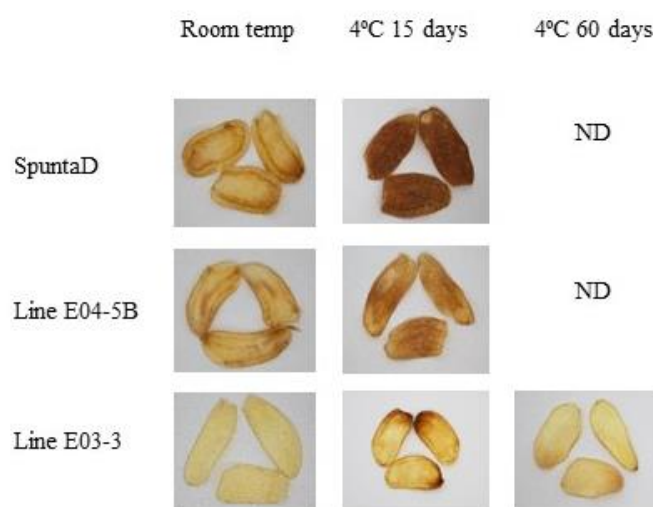 Room temp 4ºC 15 days 4ºC 60 days
SpuntaD ND
Line E04-5B ND
Line E03-3